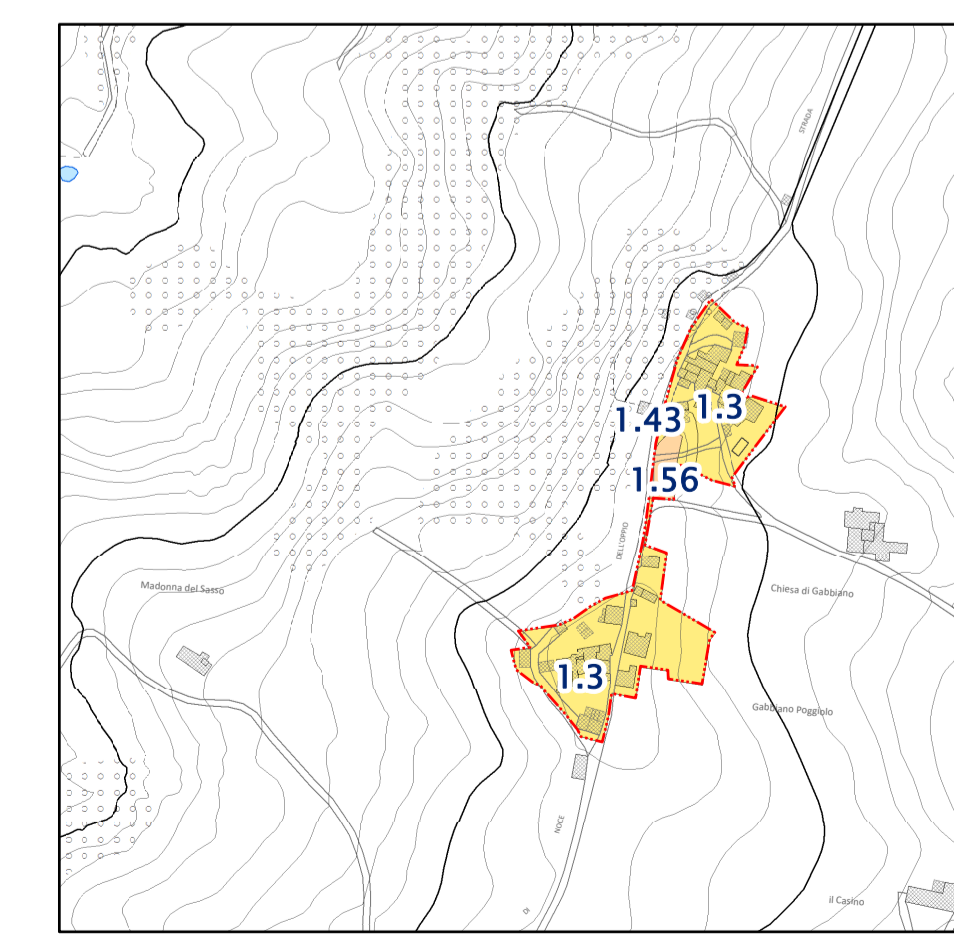 STRADA
1.3
1.43
1.56
DELL'OPPIO
Madonna del Sasso
Chiesa di Gabbiano
1.3
Gabbiano Poggiolo
NOCE
il Casino
DI